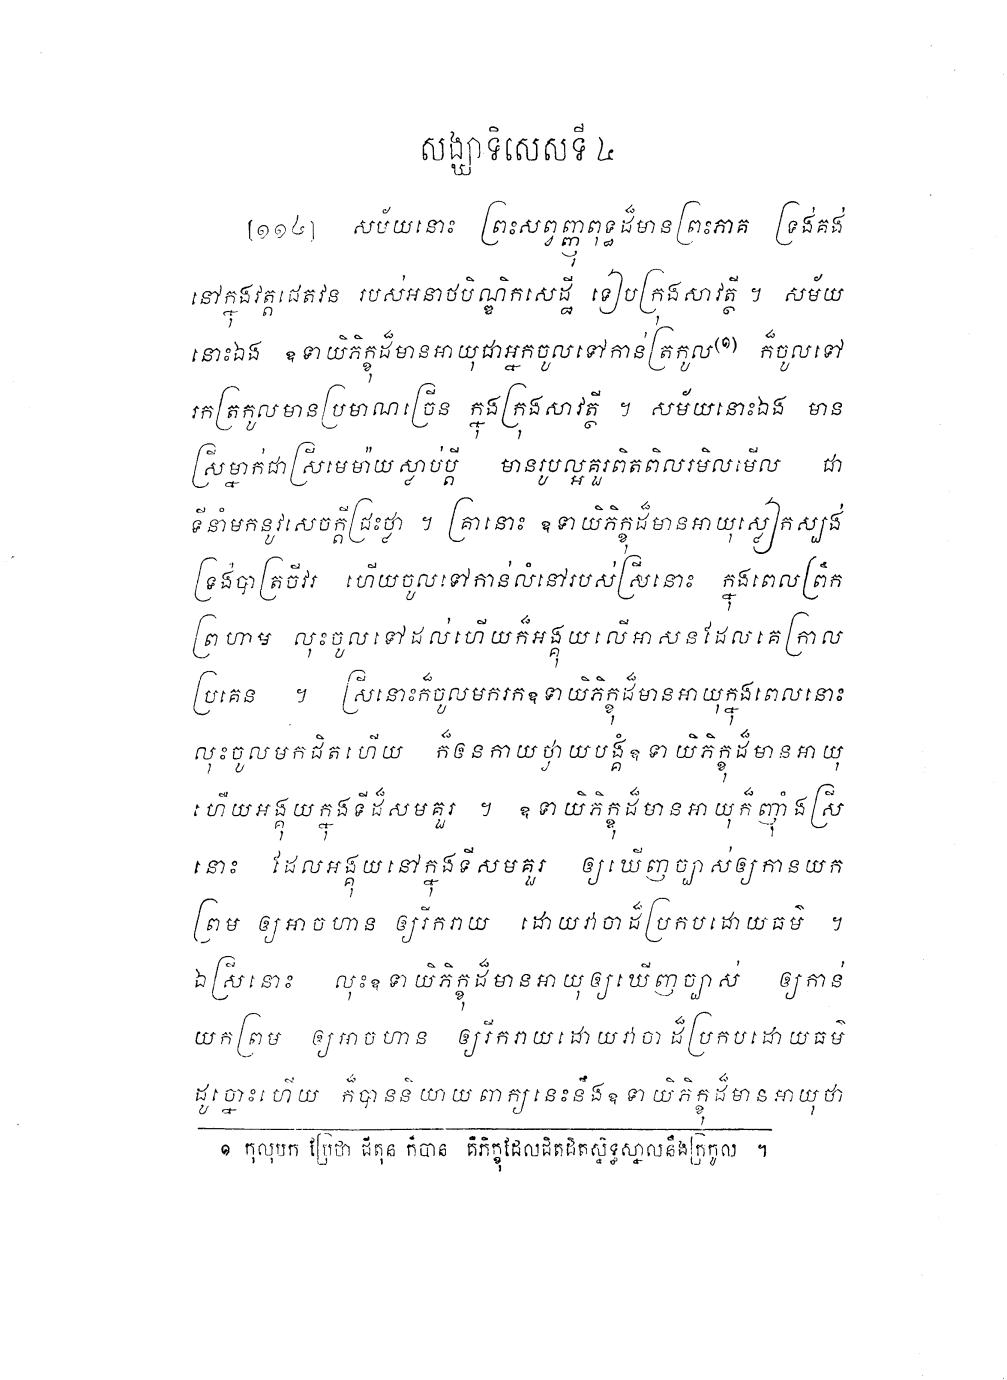 សង្ឃាទិសេសទី ៤
[១១៤] សម័យនោះ ព្រះសព្វញ្ញុពុទ្ធដ៏មានព្រះភាគ ទ្រង់គង់
នៅក្នុងវត្តជេតវន របស់អនាថបិណ្ឌិកសេដ្ឋី ទៀបក្រុងសាវត្ថី ។ សម័យ
នោះឯង ឧទាយិភិក្ខុដ៏មានអាយុជាអ្នកចូលទៅកាន់ត្រកូល(១) ក៏ចូលទៅ
រកត្រកូលមានប្រមាណច្រើន ក្នុងក្រុងសាវត្ថី ។ សម័យនោះឯង មាន
ស្រីម្នាក់ជាស្រីមេម៉ាយស្លាប់ប្តី មានរូបល្អគួរពិតពិលរមិលមើល ជា
ទីនាំមកនូវសេចក្តីជ្រះថ្លា ។ គ្រានោះ ឧទាយិភិក្ខុដ៏មានអាយុស្លៀកស្បង់
ទ្រង់បាត្រចីវរ ហើយចូលទៅកាន់លំនៅរបស់ស្រីនោះ ក្នុងពេលព្រឹក
ព្រហាម លុះចូលទៅដល់ហើយក៏អង្គុយលើអាសនដែលគេក្រាល
ប្រគេន ។ ស្រីនោះក៏ចូលមករកឧទាយិភិក្ខុដ៏មានអាយុក្នុងពេលនោះ
លុះចូលមកជិតហើយ ក៏ឱនកាយថ្វាយបង្គំឧទាយិភិក្ខុដ៏មានអាយុ
ហើយអង្គុយក្នុងទីដ៏សមគួរ ។ ឧទាយិភិក្ខុដ៏មានអាយុក៏ញ៉ាំងស្រី
នោះ ដែលអង្គុយនៅក្នុងទីសមគួរ ឲ្យឃើញច្បាស់ឲ្យកានយក
ព្រម ឲ្យអាចហាន ឲ្យរីករាយ ដោយវាចាដ៏ប្រកបដោយធម៌ ។
ឯស្រីនោះ លុះឧទាយិភិក្ខុដ៏មានអាយុឲ្យឃើញច្បាស់ ឲ្យកាន់
យកព្រម ឲ្យអាចហាន ឲ្យរីករាយដោយវាចា ដ៏ប្រកបដោយធម៌
ដូច្នោះហើយ ក៏បាននិយាយពាក្យនេះនឹងឧទាយិភិក្ខុដ៏មានអាយុថា
១ កុលុបក ប្រែថា ជីតុន ក៏បាន គឺភិក្ខុដែលជិតដិតស្និទ្ធស្នាលនឹងត្រកូល ។